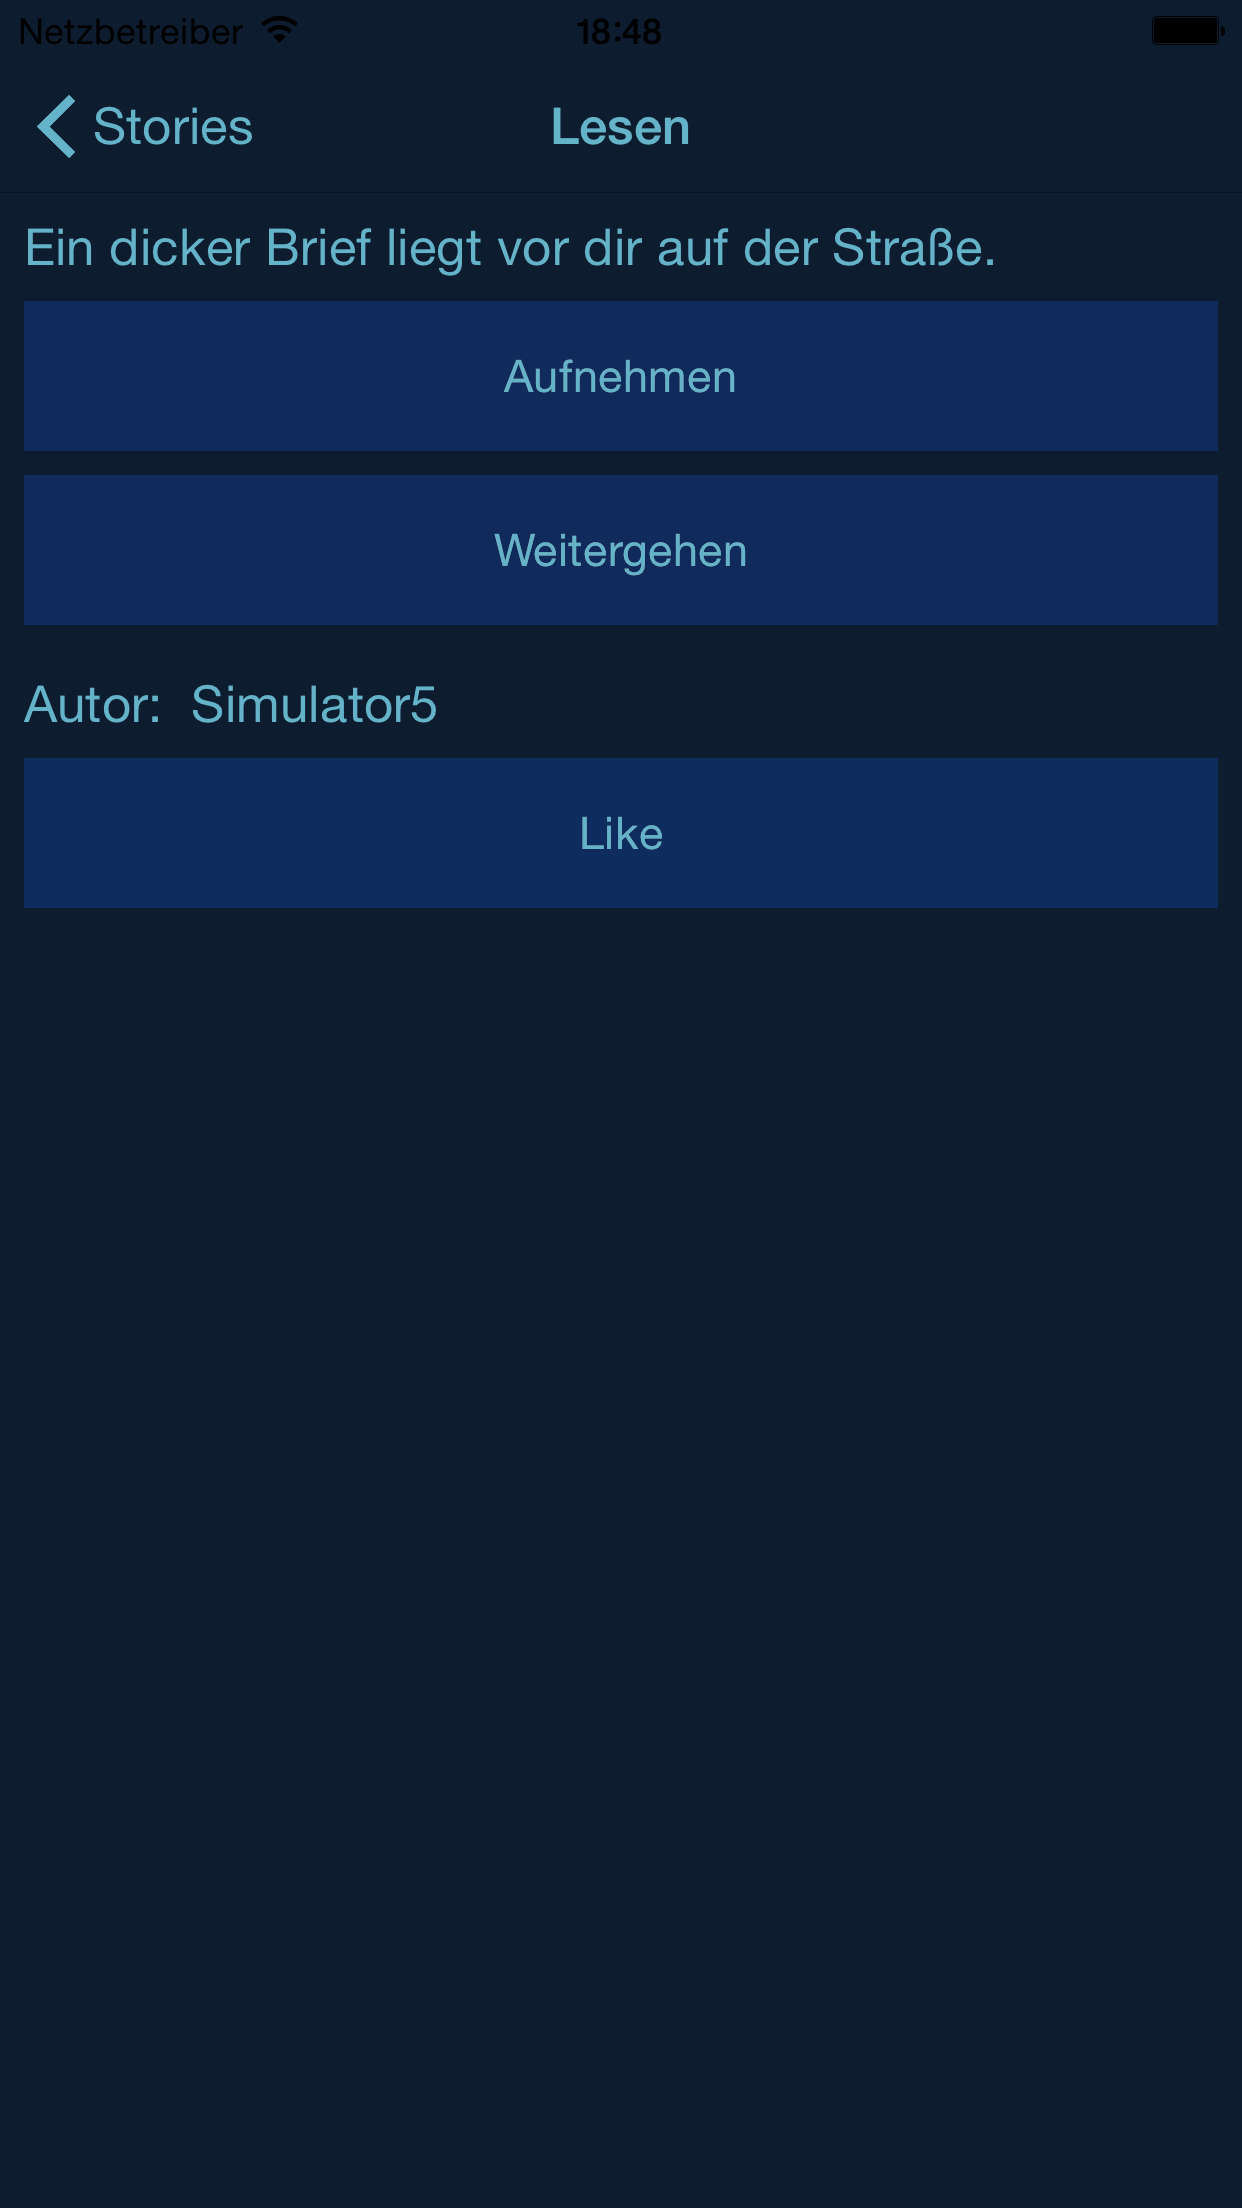 Netzbetreiber 18:48
Stories Lesen
Ein dicker Brief liegt vor dir auf der Straße.
Aufnehmen
Weitergehen
Autor: Simulator5
Like